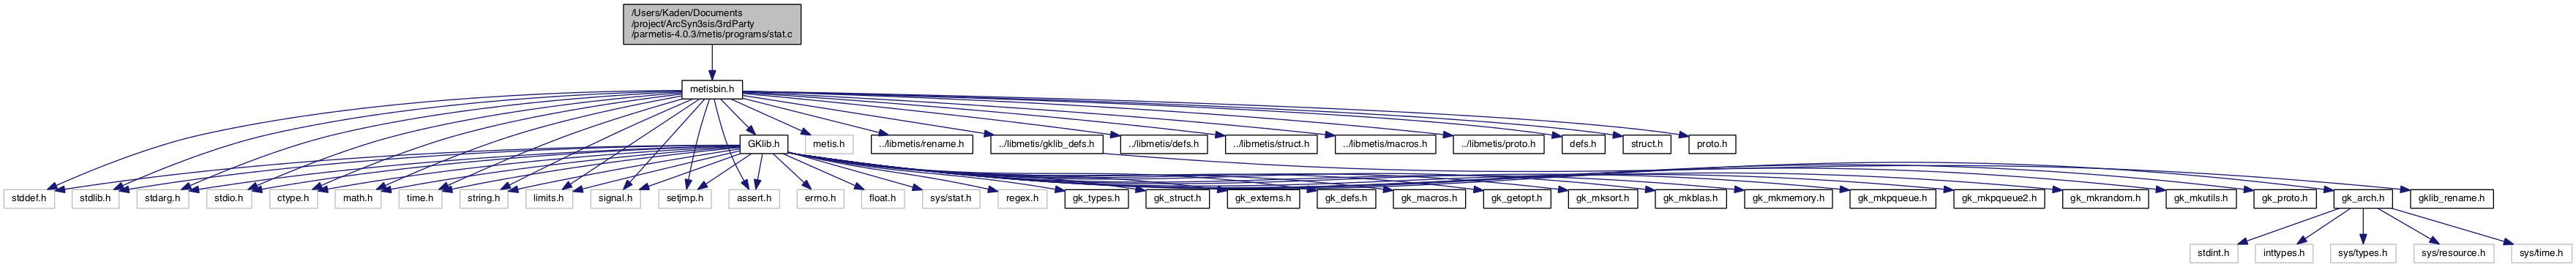 /Users/Kaden/Documents
/project/ArcSyn3sis/3rdParty
/parmetis-4.0.3/metis/programs/stat.c
metisbin.h
GKlib.h
metis.h
../libmetis/rename.h
../libmetis/gklib_defs.h
../libmetis/defs.h
../libmetis/struct.h
../libmetis/macros.h
../libmetis/proto.h
defs.h
struct.h
proto.h
stddef.h
stdlib.h
stdarg.h
stdio.h
ctype.h
math.h
time.h
string.h
limits.h
signal.h
setjmp.h
assert.h
errno.h
float.h
sys/stat.h
regex.h
gk_types.h
gk_struct.h
gk_externs.h
gk_defs.h
gk_macros.h
gk_getopt.h
gk_mksort.h
gk_mkblas.h
gk_mkmemory.h
gk_mkpqueue.h
gk_mkpqueue2.h
gk_mkrandom.h
gk_mkutils.h
gk_proto.h
gk_arch.h
gklib_rename.h
stdint.h
inttypes.h
sys/types.h
sys/resource.h
sys/time.h